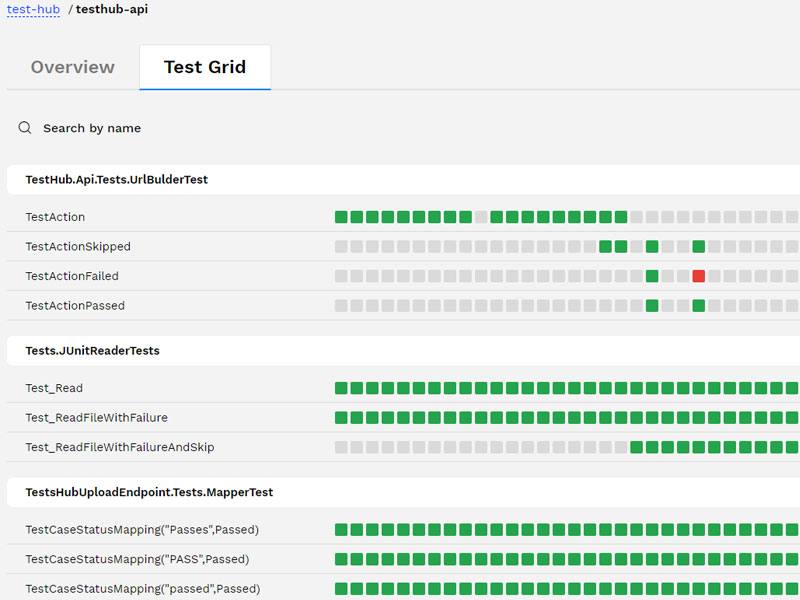 test-hub / testhub-api
Overview
Test Grid
Search by name
TestHub.Api.Tests.UrlBulderTest
TestAction
TestActionSkipped
TestActionFailed
TestActionPassed
Tests.JUnitReaderTests
Test_Read
Test_ReadFileWithFailure
Test_ReadFileWithFailureAndSkip
TestsHubUploadEndpoint.Tests.MapperTest
TestCaseStatusMapping("Passes",Passed)
TestCaseStatusMapping("PASS",Passed)
TestCaseStatusMapping("passed",Passed)